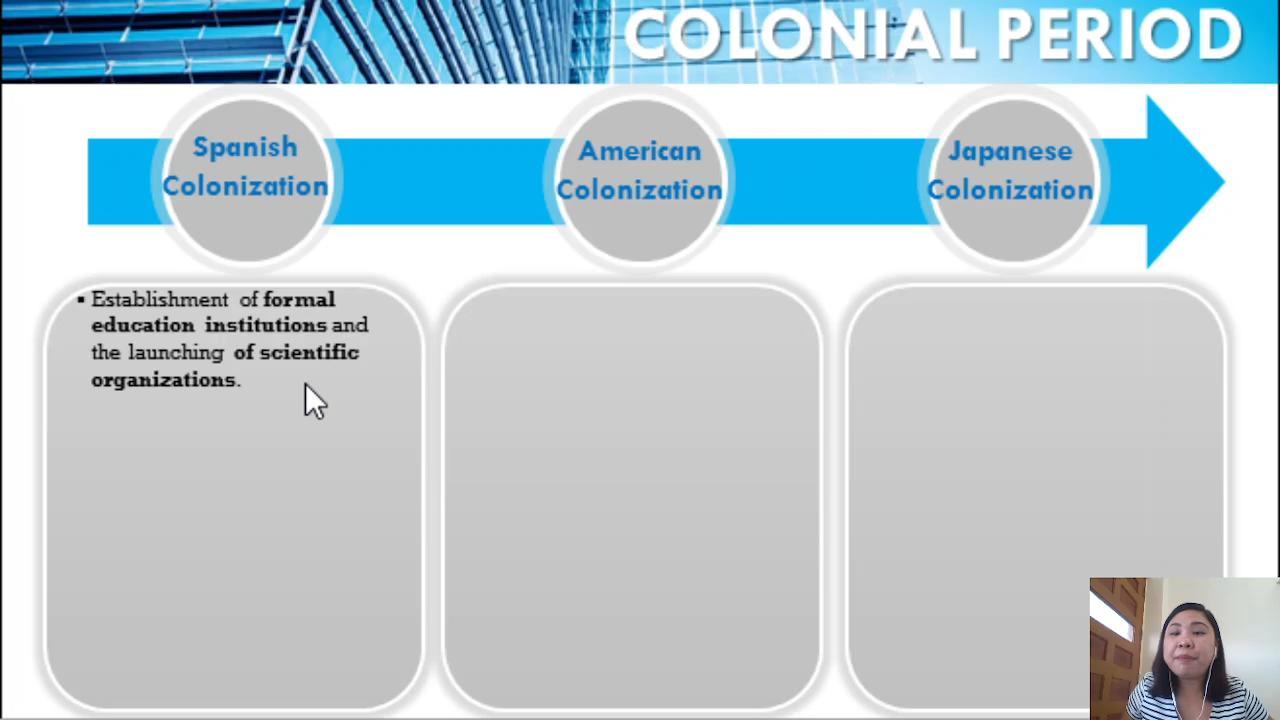 COLONIAL PERIOD
Spanish
Colonization
American
Colonization
Japanese
Colonization
▪ Establishment of formal
education institutions and
the launching of scientific
organizations.